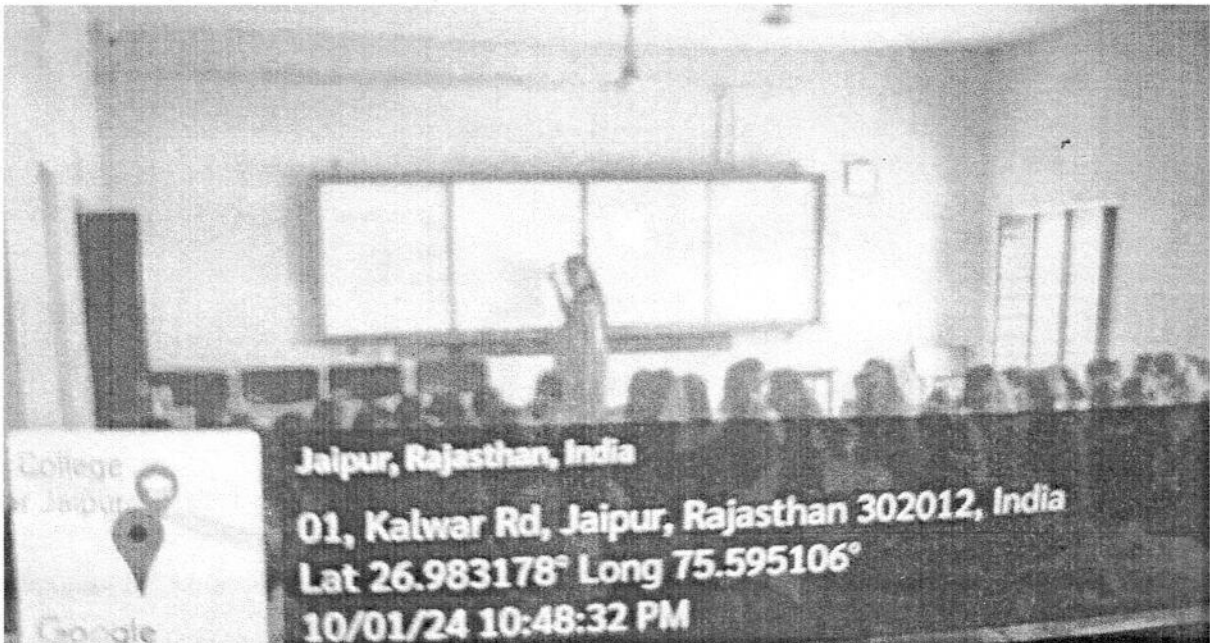 College
Jaipur
Google
Jaipur, Rajasthan, India
01, Kalwar Rd, Jaipur, Rajasthan 302012, India
Lat 26.983178° Long 75.595106°
10/01/24 10:48:32 PM